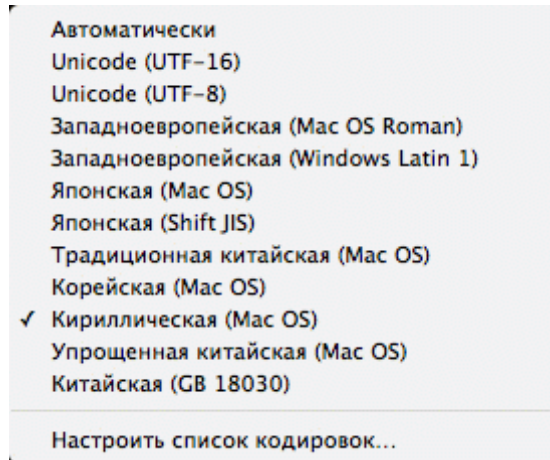 Автоматически
Unicode (UTF-16)
Unicode (UTF-8)
Западноевропейская (Mac OS Roman)
Западноевропейская (Windows Latin 1)
Японская (Mac OS)
Японская (Shift JIS)
Традиционная китайская (Mac OS)
Корейская (Mac OS)
✓ Кириллическая (Mac OS)
Упрощенная китайская (Mac OS)
Китайская (GB 18030)
Настроить список кодировок...